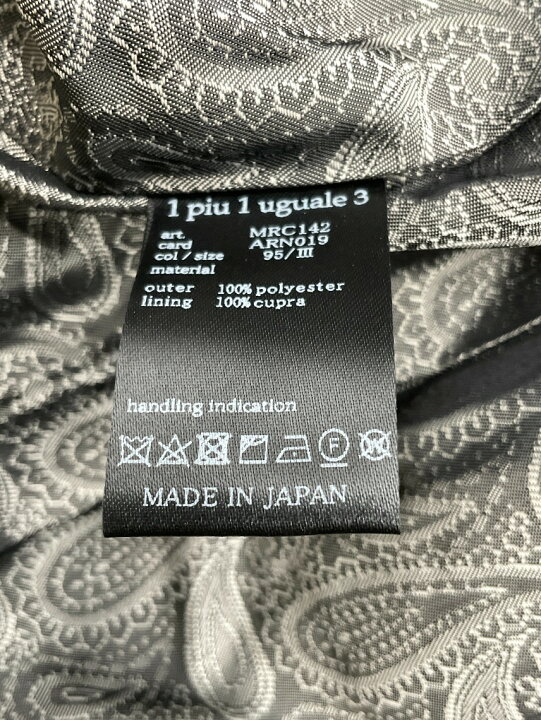 1 piu 1 uguale 3
art. MRC142
card ARN019
col / size 95/III
material
outer 100% polyester
lining 100% cupra
handling indication
F W
MADE IN JAPAN